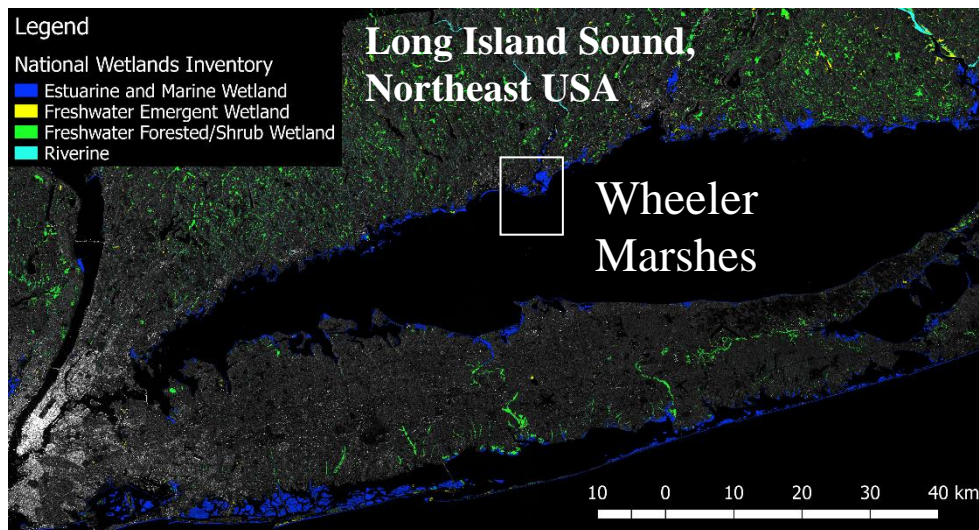 Legend
National Wetlands Inventory
Estuarine and Marine Wetland
Freshwater Emergent Wetland
Freshwater Forested/Shrub Wetland
Riverine
Long Island Sound,
Northeast USA
Wheeler
Marshes
10 0 10 20 30 40 km